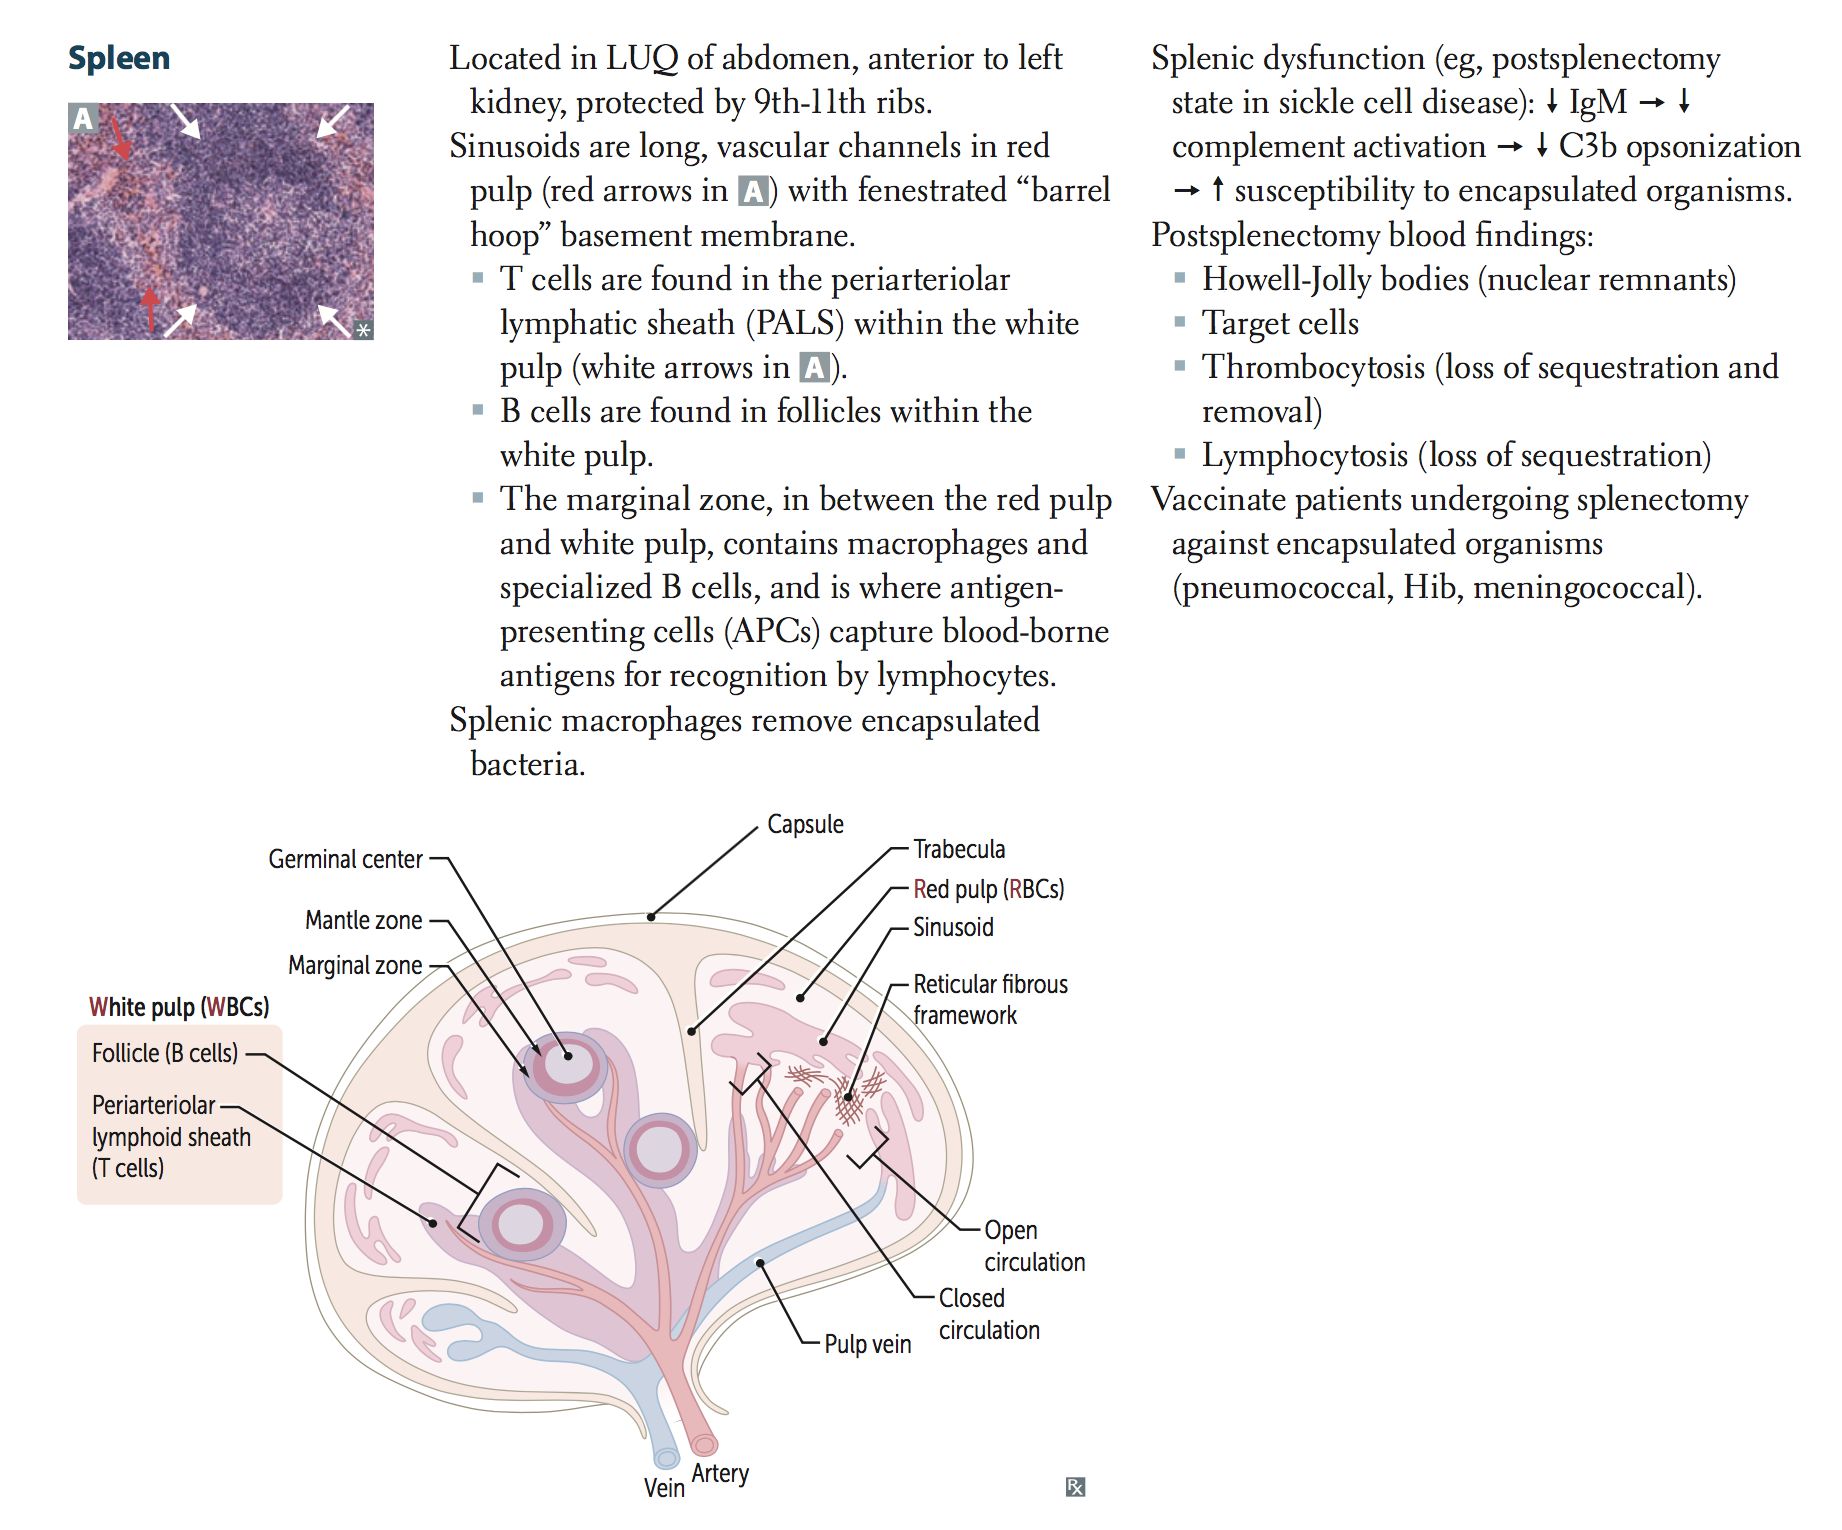 Spleen
A
*
Located in LUQ of abdomen, anterior to left
kidney, protected by 9th-11th ribs.
Sinusoids are long, vascular channels in red
pulp (red arrows in A) with fenestrated “barrel
hoop” basement membrane.
▪ T cells are found in the periarteriolar
lymphatic sheath (PALS) within the white
pulp (white arrows in A).
▪ B cells are found in follicles within the
white pulp.
▪ The marginal zone, in between the red pulp
and white pulp, contains macrophages and
specialized B cells, and is where antigen-
presenting cells (APCs) capture blood-borne
antigens for recognition by lymphocytes.
Splenic macrophages remove encapsulated
bacteria.
Splenic dysfunction (eg, postsplenectomy
state in sickle cell disease): ↓ IgM → ↓
complement activation → ↓ C3b opsonization
→ ↑ susceptibility to encapsulated organisms.
Postsplenectomy blood findings:
▪ Howell-Jolly bodies (nuclear remnants)
▪ Target cells
▪ Thrombocytosis (loss of sequestration and
removal)
▪ Lymphocytosis (loss of sequestration)
Vaccinate patients undergoing splenectomy
against encapsulated organisms
(pneumococcal, Hib, meningococcal).
Capsule
Germinal center
Mantle zone
Marginal zone
White pulp (WBCs)
Follicle (B cells)
Periarteriolar
lymphoid sheath
(T cells)
Trabecula
Red pulp (RBCs)
Sinusoid
Reticular fibrous
framework
Open
circulation
Closed
circulation
Pulp vein
Artery
Vein
Rx